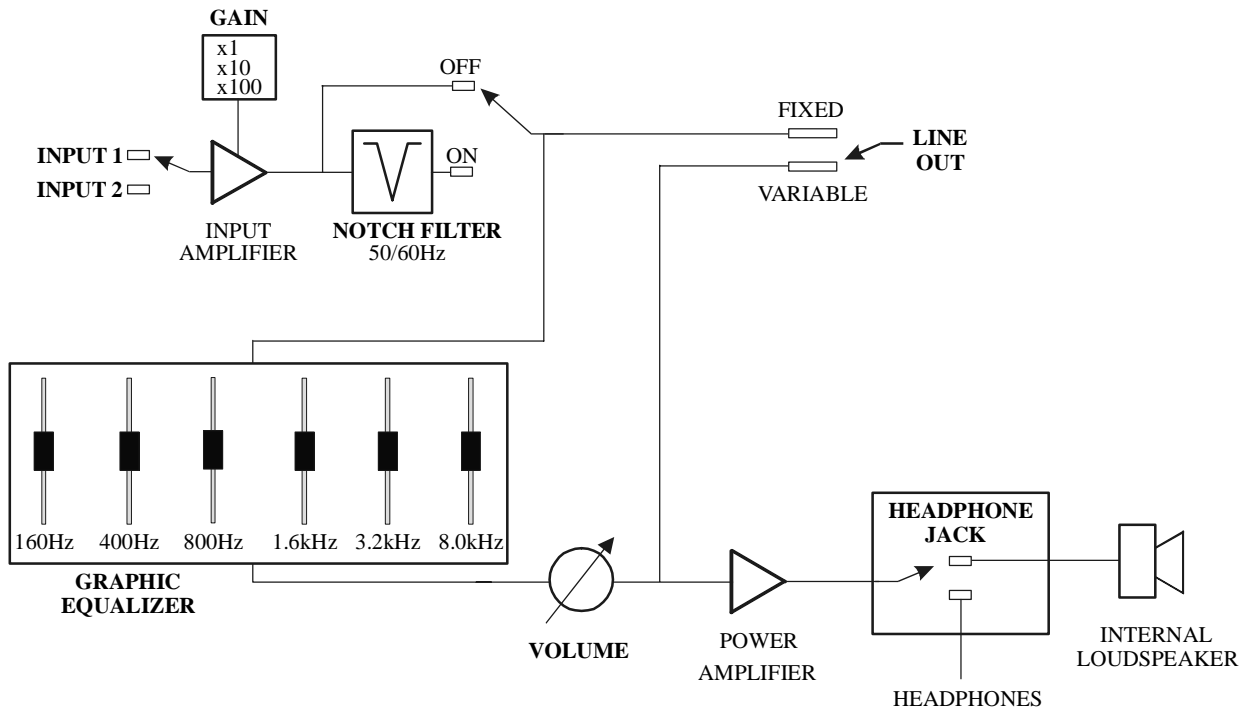 GAIN
x1
x10
x100
OFF
FIXED
INPUT 1
ON
LINE
OUT
INPUT 2
VARIABLE
INPUT
AMPLIFIER
NOTCH FILTER
50/60Hz
160Hz 400Hz 800Hz 1.6kHz 3.2kHz 8.0kHz
GRAPHIC
EQUALIZER
HEADPHONE
JACK
VOLUME
POWER
AMPLIFIER
INTERNAL
LOUDSPEAKER
HEADPHONES